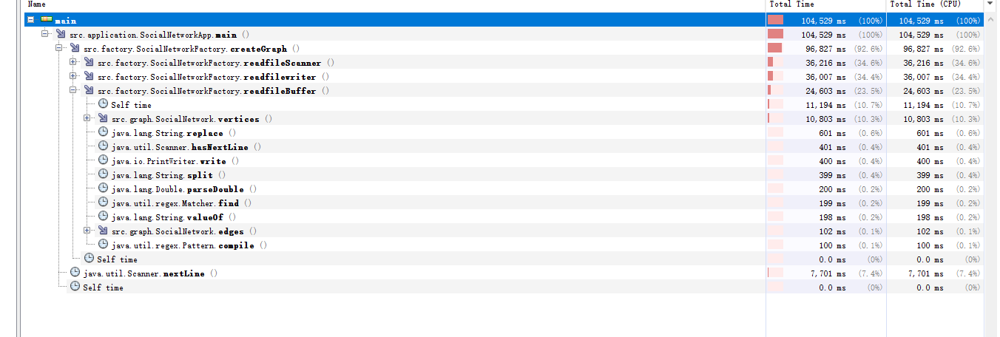 Name Total Time Total Time (CPU)
main 104,529 ms (100%) 104,529 ms (100%)
src.application.SocialNetworkApp.main () 104,529 ms (100%) 104,529 ms (100%)
src.factory.SocialNetworkFactory.createGraph () 96,827 ms (92.6%) 96,827 ms (92.6%)
src.factory.SocialNetworkFactory.readfileScanner () 36,216 ms (34.6%) 36,216 ms (34.6%)
src.factory.SocialNetworkFactory.readfilewriter () 36,007 ms (34.4%) 36,007 ms (34.4%)
src.factory.SocialNetworkFactory.readfileBuffer () 24,603 ms (23.5%) 24,603 ms (23.5%)
Self time 11,194 ms (10.7%) 11,194 ms (10.7%)
src.graph.SocialNetwork.vertices () 10,803 ms (10.3%) 10,803 ms (10.3%)
java.lang.String.replace () 601 ms (0.6%) 601 ms (0.6%)
java.util.Scanner.hasNextLine () 401 ms (0.4%) 401 ms (0.4%)
java.io.PrintWriter.write () 400 ms (0.4%) 400 ms (0.4%)
java.lang.String.split () 399 ms (0.4%) 399 ms (0.4%)
java.lang.Double.parseDouble () 200 ms (0.2%) 200 ms (0.2%)
java.util.regex.Matcher.find () 199 ms (0.2%) 199 ms (0.2%)
java.lang.String.valueOf () 198 ms (0.2%) 198 ms (0.2%)
src.graph.SocialNetwork.edges () 102 ms (0.1%) 102 ms (0.1%)
java.util.regex.Pattern.compile () 100 ms (0.1%) 100 ms (0.1%)
Self time 0.0 ms (0%) 0.0 ms (0%)
java.util.Scanner.nextLine () 7,701 ms (7.4%) 7,701 ms (7.4%)
Self time 0.0 ms (0%) 0.0 ms (0%)